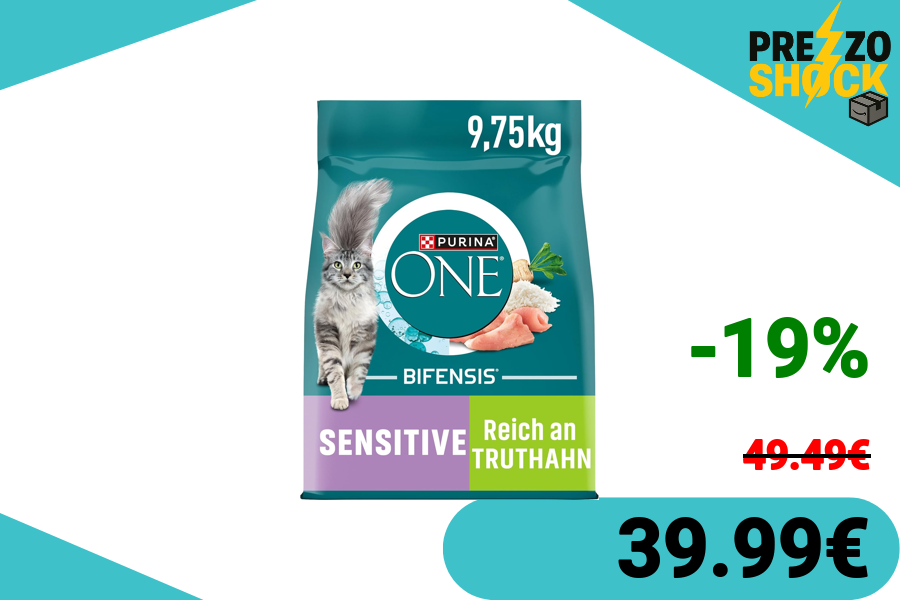 PREZZO
SHOCK
9,75kg
PURINA®
ONE®
BIFENSIS®
SENSITIVE
Reich an
TRUTHAHN
-19%
49.49€
39.99€